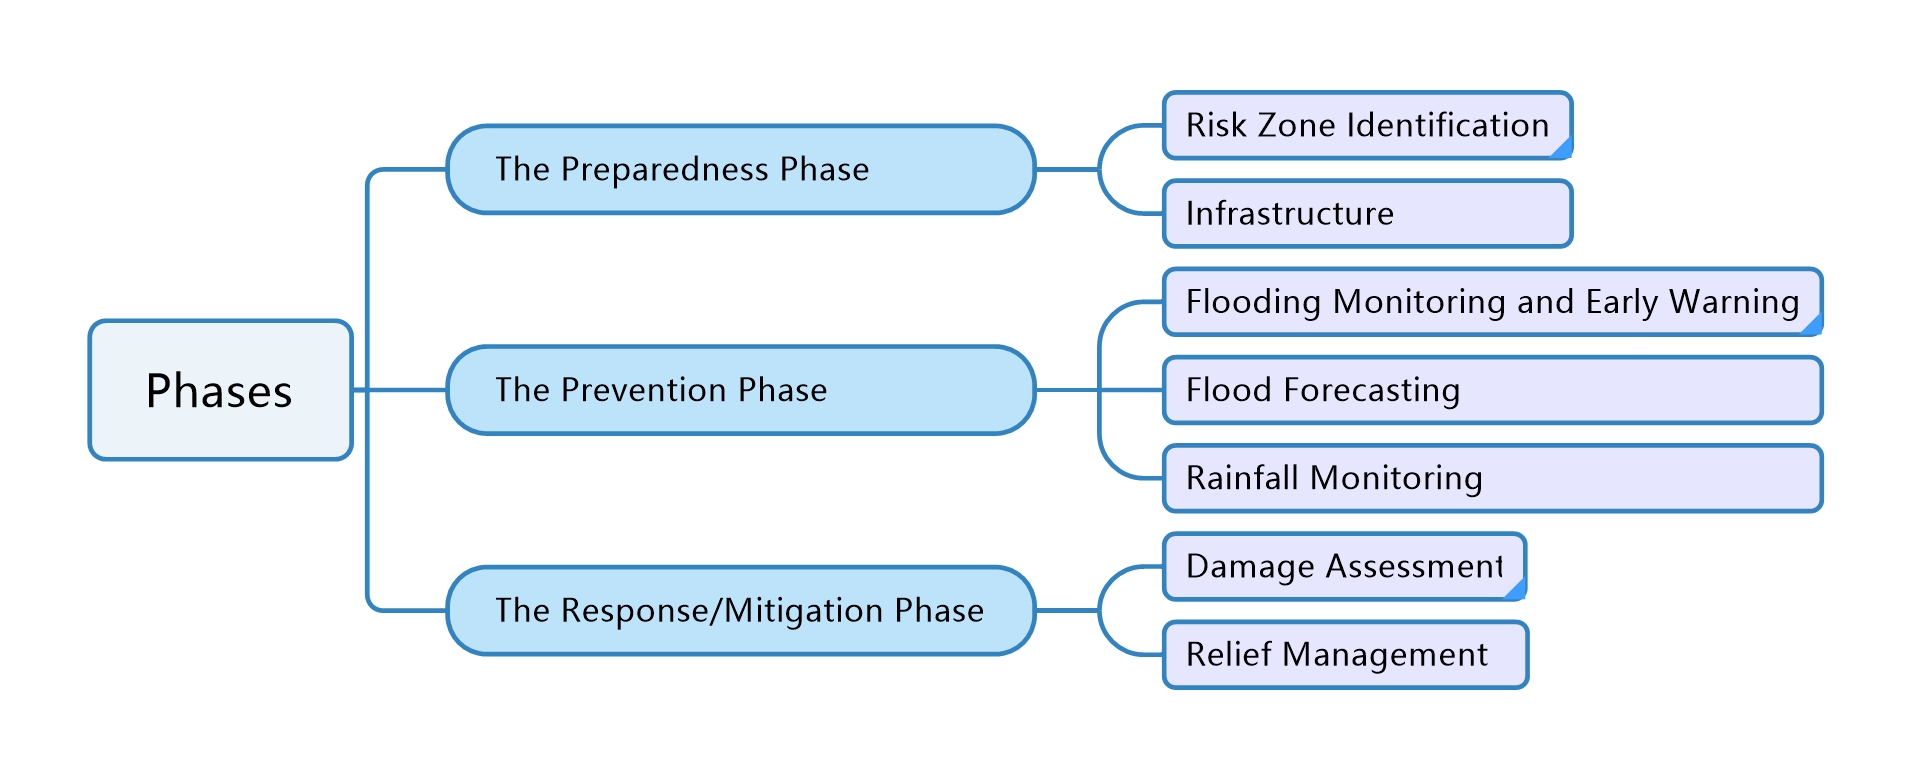 Phases
The Preparedness Phase
Risk Zone Identification
Infrastructure
The Prevention Phase
Flooding Monitoring and Early Warning
Flood Forecasting
Rainfall Monitoring
The Response/Mitigation Phase
Damage Assessment
Relief Management